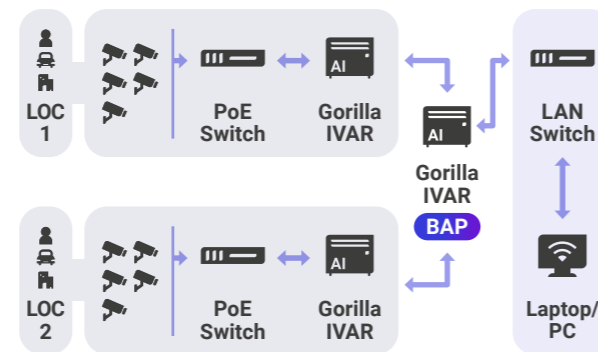 LOC
1
PoE
Switch
AI
Gorilla
IVAR
AI
Gorilla
IVAR
BAP
LAN
Switch
LOC
2
PoE
Switch
AI
Gorilla
IVAR
Laptop/
PC